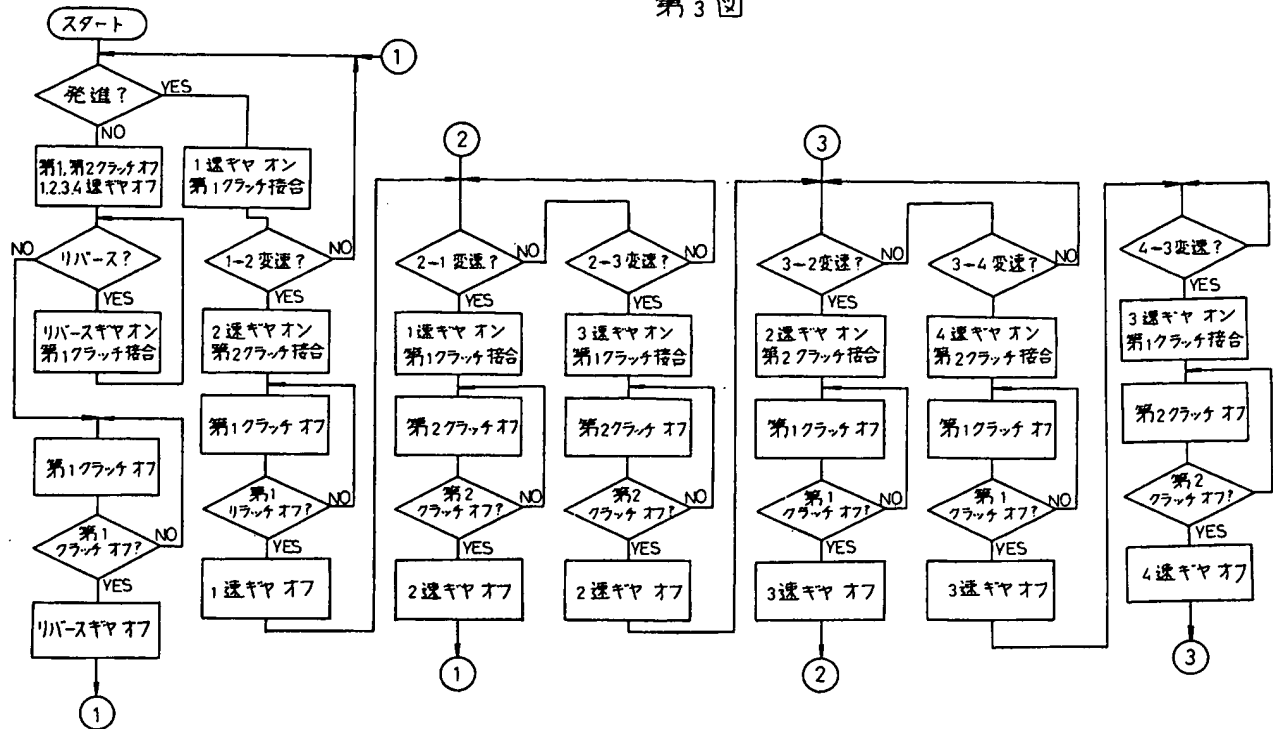 第3図
スタート
1
発進?
YES
NO
第1,第2クラッチオフ
1,2,3,4速ギヤオフ
リバース?
NO
YES
リバースギヤオン
第1クラッチ接合
第1クラッチオフ
第1
クラッチオフ?
NO
YES
リバースギヤオフ
1
1速ギヤ オン
第1クラッチ接合
1-2変速?
NO
YES
2速ギヤオン
第2クラッチ接合
第1クラッチオフ
第1
リラッチオフ?
NO
YES
1速ギヤ オフ
2
2-1変速?
NO
YES
1速ギヤ オン
第1クラッチ接合
第2クラッチオフ
第2
クラッチオフ?
NO
YES
2速ギヤ オフ
1
2-3変速?
NO
YES
3速ギヤ オン
第1クラッチ接合
第2クラッチオフ
第2
クラッチオフ?
NO
YES
2速ギヤ オフ
3
3-2変速?
NO
YES
2速ギヤ オン
第2クラッチ接合
第1クラッチオフ
第1
クラッチオフ?
NO
YES
3速ギヤ オフ
2
3-4変速?
NO
YES
4速ギヤ オン
第2クラッチ接合
第1クラッチオフ
第1
クラッチオフ?
NO
YES
3速ギヤ オフ
4-3変速?
NO
YES
3速ギヤ オン
第1クラッチ接合
第2クラッチオフ
第2
クラッチオフ?
NO
YES
4速ギヤ オフ
3